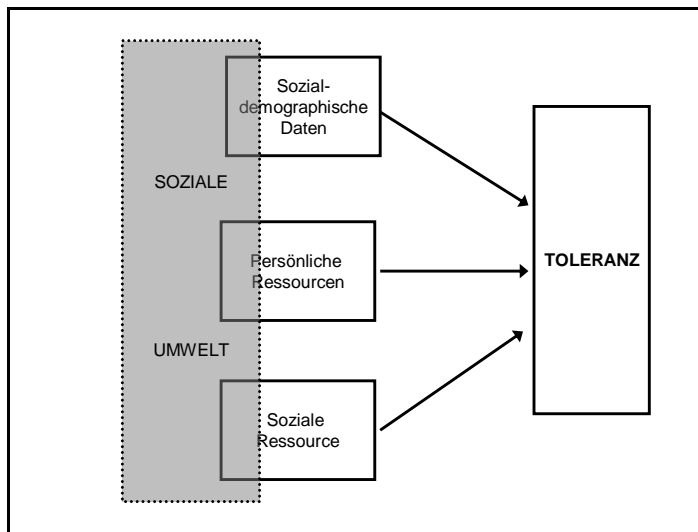 Sozial-
demographische
Daten
SOZIALE
Persönliche
Ressourcen
TOLERANZ
UMWELT
Soziale
Ressource